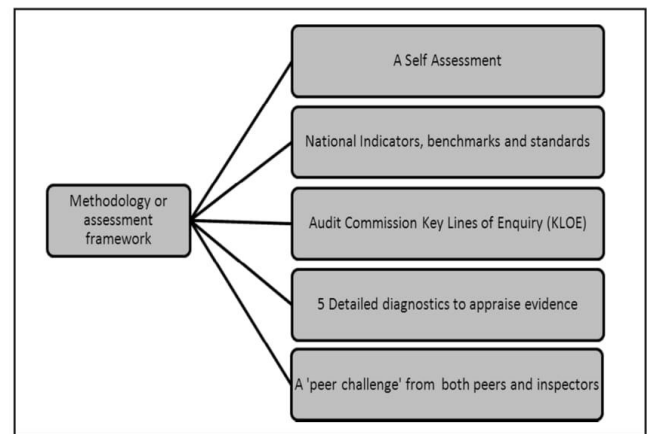 A Self Assessment
National Indicators, benchmarks and standards
Methodology or
assessment
framework
Audit Commission Key Lines of Enquiry (KLOE)
5 Detailed diagnostics to appraise evidence
A 'peer challenge' from both peers and inspectors